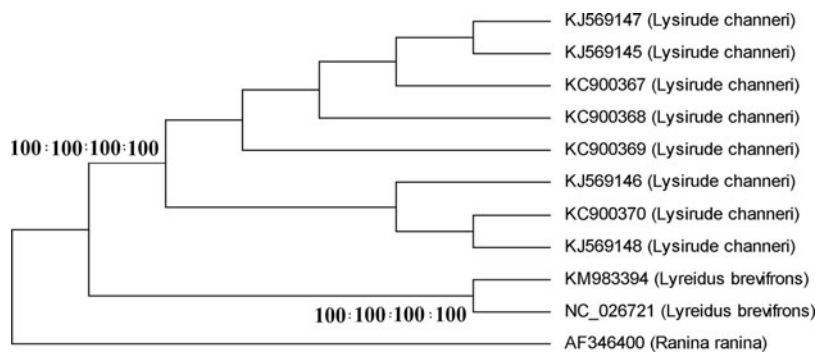 KJ569147 (Lysirude channeri)
KJ569145 (Lysirude channeri)
KC900367 (Lysirude channeri)
KC900368 (Lysirude channeri)
100:100:100:100
KC900369 (Lysirude channeri)
KJ569146 (Lysirude channeri)
KC900370 (Lysirude channeri)
KJ569148 (Lysirude channeri)
KM983394 (Lyreidus brevifrons)
100:100:100:100
NC_026721 (Lyreidus brevifrons)
AF346400 (Ranina ranina)